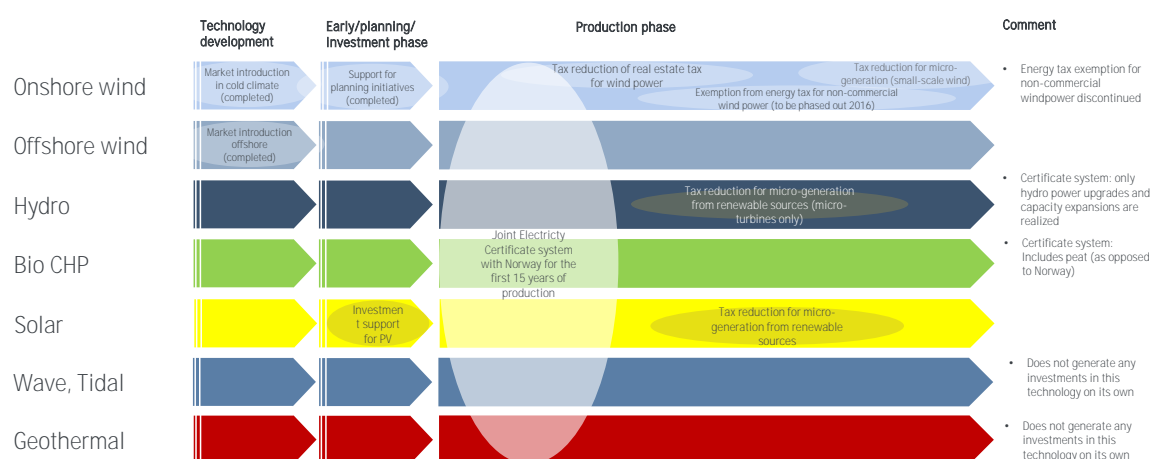 Technology
development
Early/planning/
Investment phase
Production phase
Comment
Onshore wind
Market introduction
in cold climate
(completed)
Support for
planning initiatives
(completed)
Tax reduction of real estate tax
for wind power
Tax reduction for micro-
generation (small-scale wind)
Exemption from energy tax for non-commercial
wind power (to be phased out 2016)
• Energy tax exemption for
non-commercial
windpower discontinued
Offshore wind
Market introduction
offshore
(completed)
Hydro
Tax reduction for micro-generation
from renewable sources (micro-
turbines only)
• Certificate system: only
hydro power upgrades and
capacity expansions are
realized
Bio CHP
Joint Electricty
Certificate system
with Norway for the
first 15 years of
production
• Certificate system:
Includes peat (as opposed
to Norway)
Solar
Investmen
t support
for PV
Tax reduction for micro-
generation from renewable
sources
Wave, Tidal
• Does not generate any
investments in this
technology on its own
Geothermal
• Does not generate any
investments in this
technology on its own